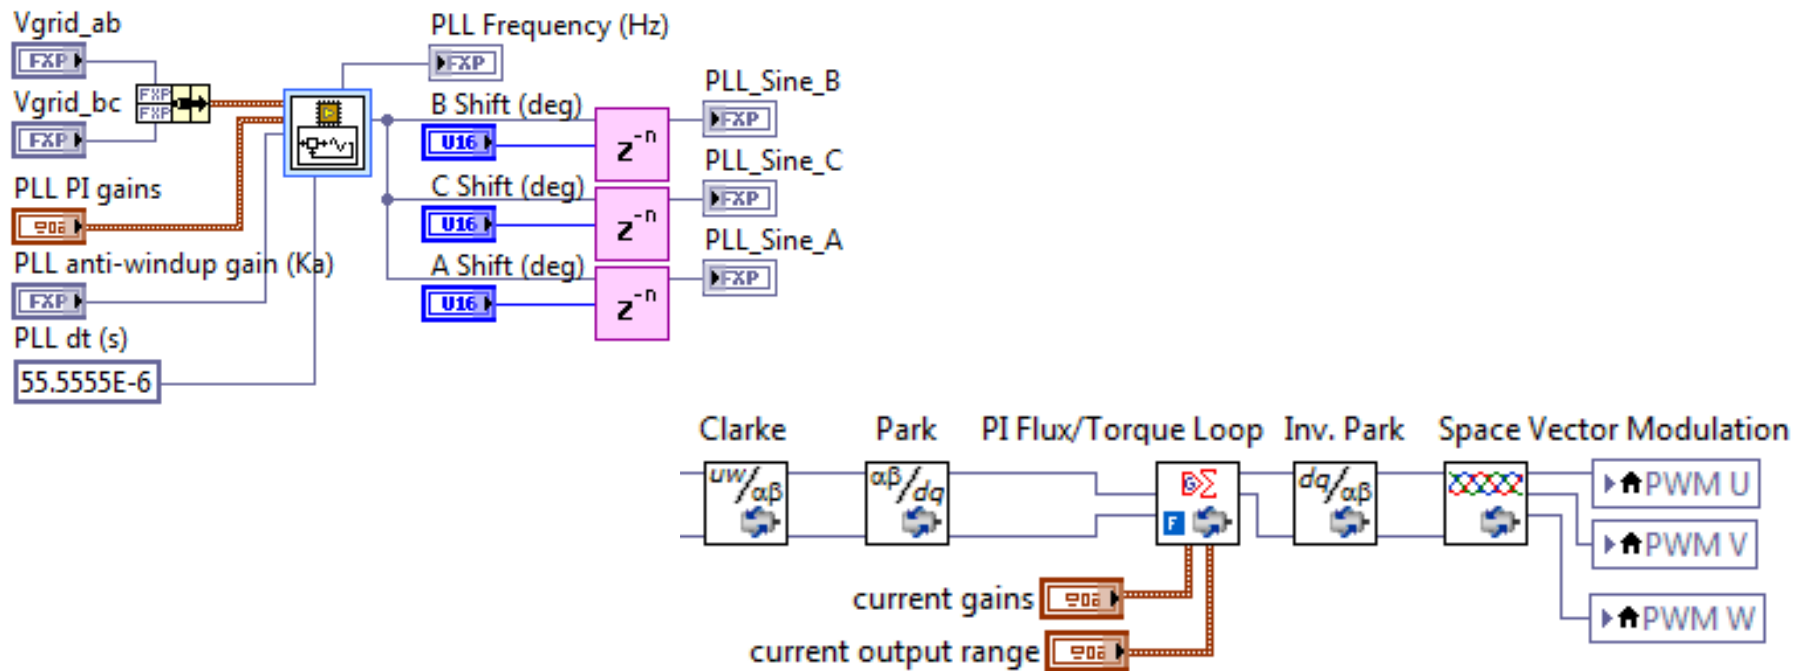 Vgrid_ab
FXP
Vgrid_bc
FXP
FXP
FXP
PLL PI gains
PLL anti-windup gain (Ka)
FXP
PLL dt (s)
55.5555E-6
PLL Frequency (Hz)
FXP
B Shift (deg)
U16
z⁻ⁿ
PLL_Sine_B
FXP
C Shift (deg)
U16
z⁻ⁿ
PLL_Sine_C
FXP
A Shift (deg)
U16
z⁻ⁿ
PLL_Sine_A
FXP
Clarke
Park
PI Flux/Torque Loop
Inv. Park
Space Vector Modulation
uw/αβ
αβ/dq
G Σ
F
dq/αβ
PWM U
PWM V
PWM W
current gains
current output range